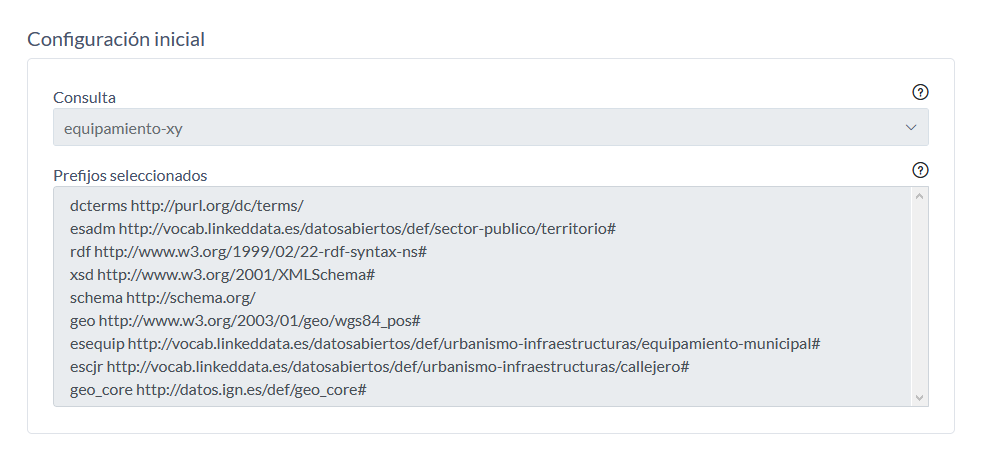 Configuración inicial
Consulta
equipamiento-xy
Prefijos seleccionados
dcterms http://purl.org/dc/terms/
esadm http://vocab.linkeddata.es/datosabiertos/def/sector-publico/territorio#
rdf http://www.w3.org/1999/02/22-rdf-syntax-ns#
xsd http://www.w3.org/2001/XMLSchema#
schema http://schema.org/
geo http://www.w3.org/2003/01/geo/wgs84_pos#
esequip http://vocab.linkeddata.es/datosabiertos/def/urbanismo-infraestructuras/equipamiento-municipal#
escjr http://vocab.linkeddata.es/datosabiertos/def/urbanismo-infraestructuras/callejero#
geo_core http://datos.ign.es/def/geo_core#